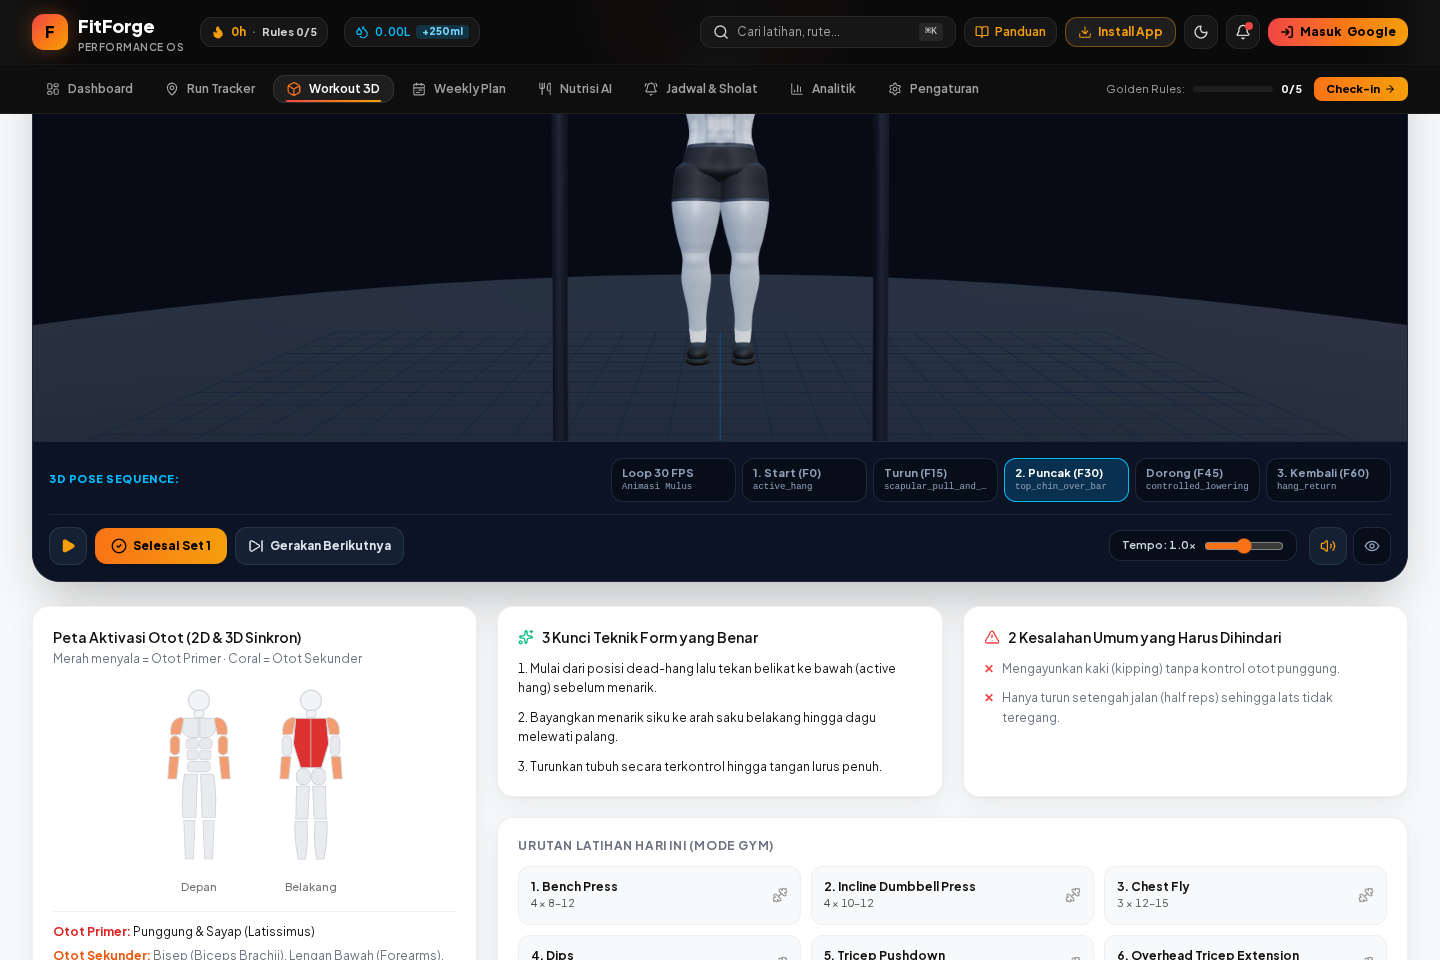 F
FitForge
PERFORMANCE OS
0h · Rules 0/5
0.00L +250ml
Cari latihan, rute... ⌘K
Panduan
Install App
Masuk Google
Dashboard
Run Tracker
Workout 3D
Weekly Plan
Nutrisi AI
Jadwal & Sholat
Analitik
Pengaturan
Golden Rules: 0/5
Check-in →
3D POSE SEQUENCE:
Loop 30 FPS
Animasi Mulus
1. Start (F0)
active_hang
Turun (F15)
scapular_pull_and_…
2. Puncak (F30)
top_chin_over_bar
Dorong (F45)
controlled_lowering
3. Kembali (F60)
hang_return
Selesai Set 1
Gerakan Berikutnya
Tempo: 1.0x
Peta Aktivasi Otot (2D & 3D Sinkron)
Merah menyala = Otot Primer · Coral = Otot Sekunder
Depan
Belakang
Otot Primer: Punggung & Sayap (Latissimus)
Otot Sekunder: Bisep (Biceps Brachii), Lengan Bawah (Forearms),
3 Kunci Teknik Form yang Benar
1. Mulai dari posisi dead-hang lalu tekan belikat ke bawah (active
hang) sebelum menarik.
2. Bayangkan menarik siku ke arah saku belakang hingga dagu
melewati palang.
3. Turunkan tubuh secara terkontrol hingga tangan lurus penuh.
2 Kesalahan Umum yang Harus Dihindari
✕ Mengayunkan kaki (kipping) tanpa kontrol otot punggung.
✕ Hanya turun setengah jalan (half reps) sehingga lats tidak
teregang.
URUTAN LATIHAN HARI INI (MODE GYM)
1. Bench Press
4 × 8–12
2. Incline Dumbbell Press
4 × 10–12
3. Chest Fly
3 × 12–15
4. Dips
5. Tricep Pushdown
6. Overhead Tricep Extension